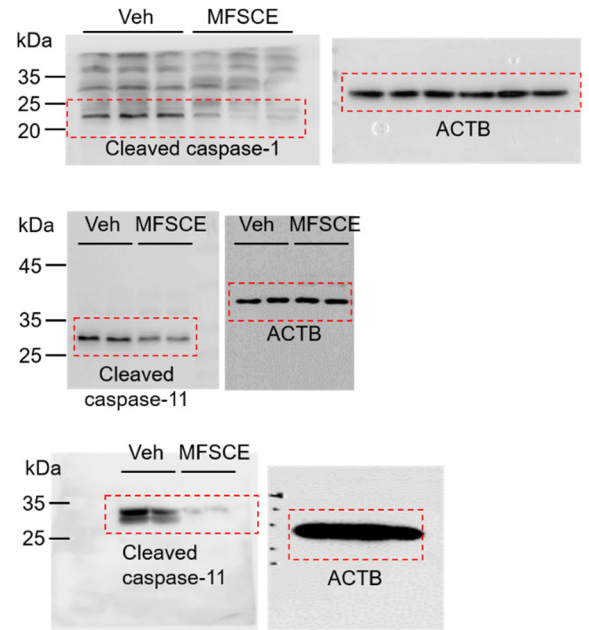 Veh MFSCE
kDa
35
25
20
Cleaved caspase-1
ACTB
kDa
Veh MFSCE
Veh MFSCE
45
35
25
ACTB
Cleaved
caspase-11
Veh MFSCE
kDa
35
25
Cleaved
caspase-11
ACTB